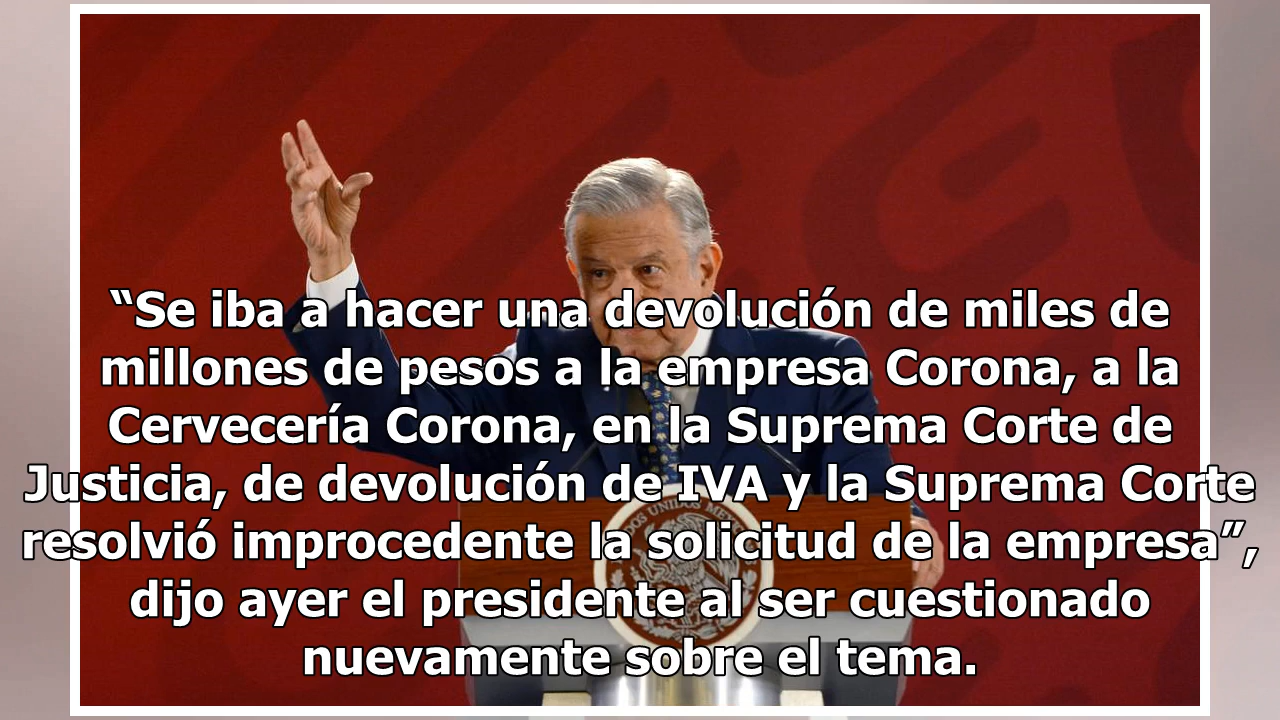 “Se iba a hacer una devolución de miles de
millones de pesos a la empresa Corona, a la
Cervecería Corona, en la Suprema Corte de
Justicia, de devolución de IVA y la Suprema Corte
resolvió improcedente la solicitud de la empresa”,
dijo ayer el presidente al ser cuestionado
nuevamente sobre el tema.